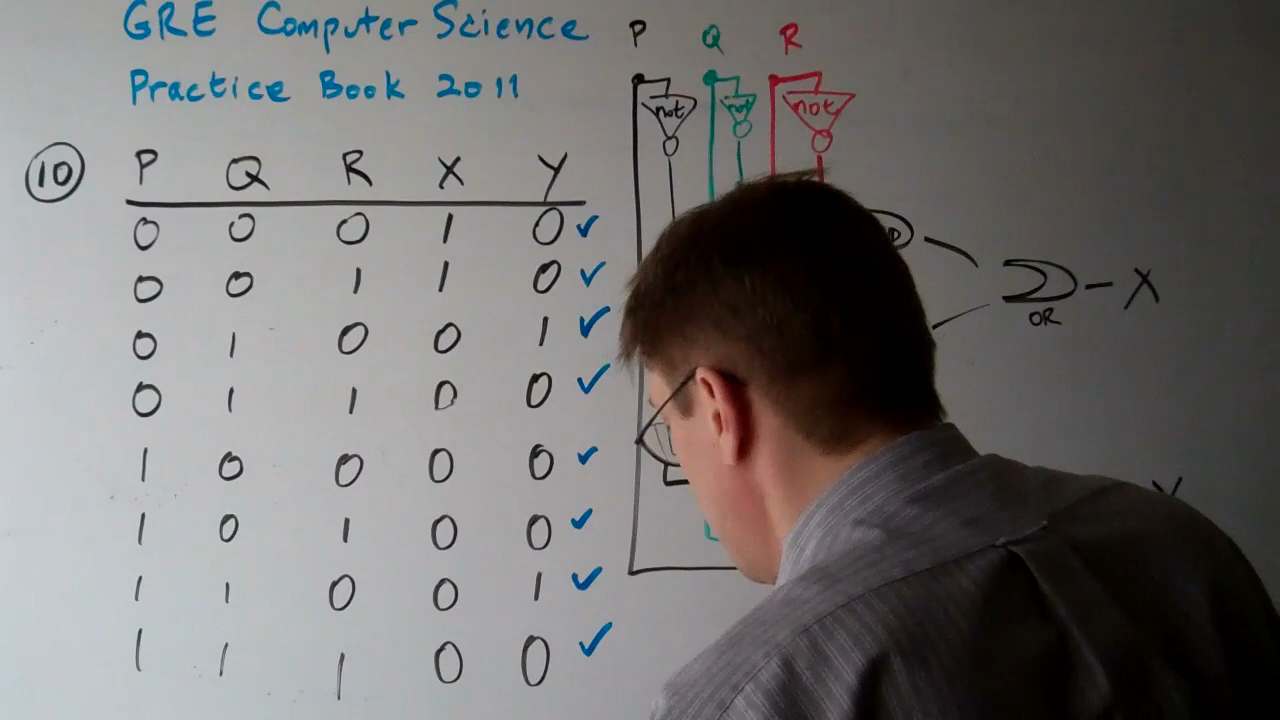 GRE Computer Science
Practice Book 2011
10 P Q R X Y
0 0 0 1 0 ✓
0 0 1 1 0 ✓
0 1 0 0 1 ✓
0 1 1 0 0 ✓
1 0 0 0 0 ✓
1 0 1 0 0 ✓
1 1 0 0 1 ✓
1 1 1 0 0 ✓
P Q R
not not not
X
OR